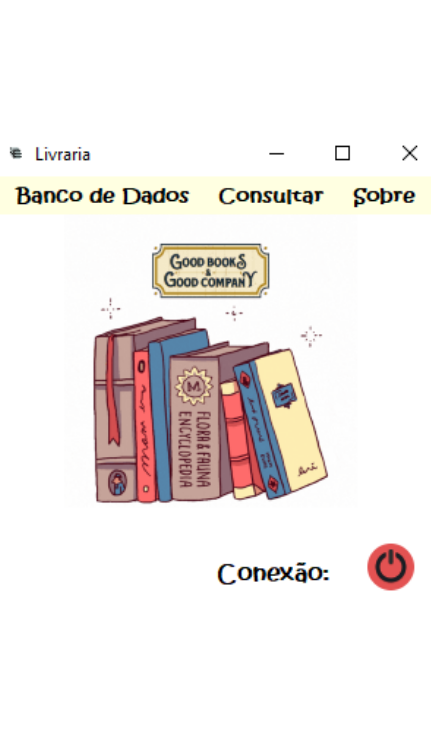 Livraria
Banco de Dados Consultar Sobre
GOOD BOOKS
&
GOOD COMPANY
FLORA & FAUNA
ENCYCLOPEDIA
M
Conexão: